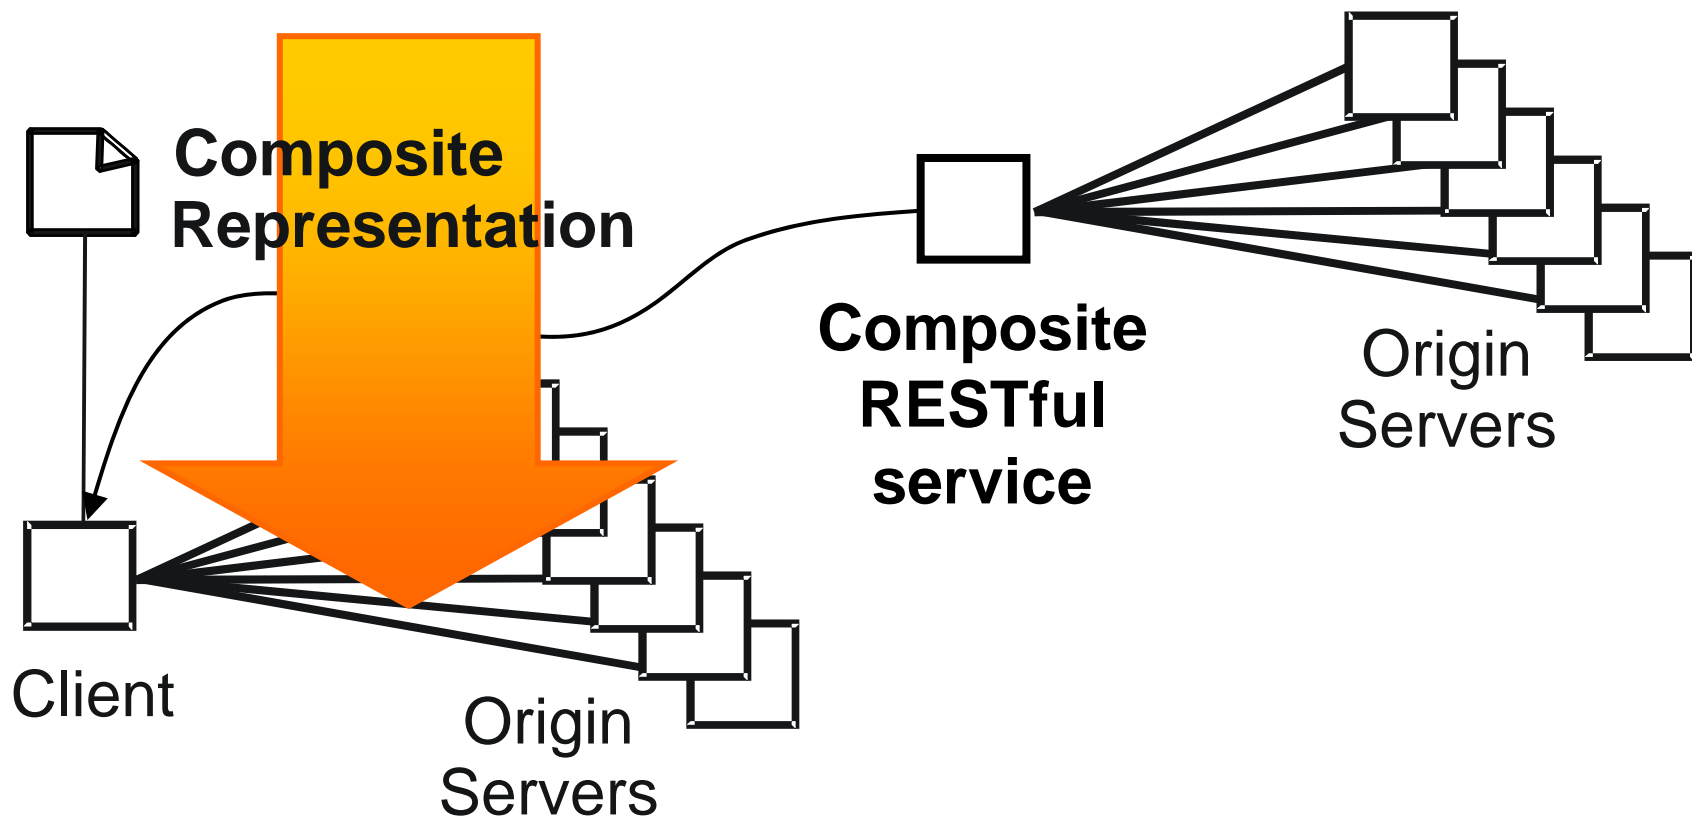 Composite
Representation
Composite
RESTful
service
Origin
Servers
Client
Origin
Servers